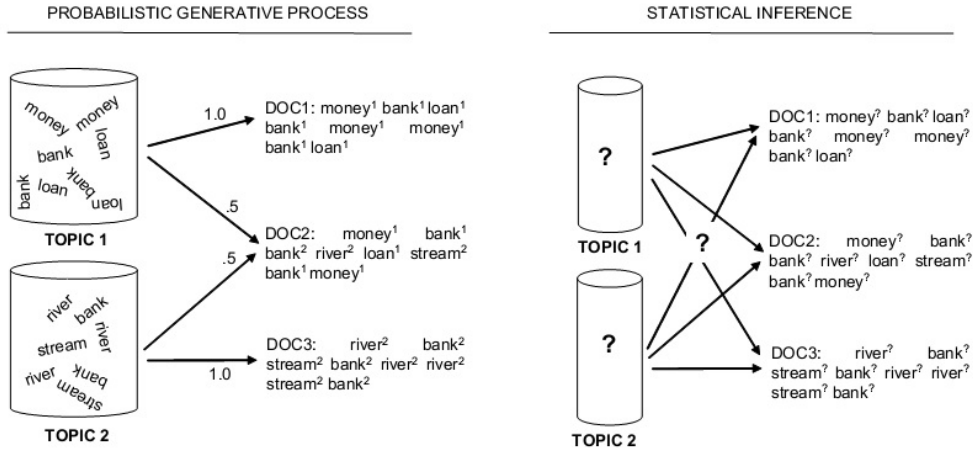 PROBABILISTIC GENERATIVE PROCESS
money
money
loan
bank
bank
loan
bank
loan
TOPIC 1
river
bank
river
stream
river
bank
stream
TOPIC 2
1.0
.5
.5
1.0
DOC1: money¹ bank¹ loan¹
bank¹ money¹ money¹
bank¹ loan¹
DOC2: money¹ bank¹
bank² river² loan¹ stream²
bank¹ money¹
DOC3: river² bank²
stream² bank² river² river²
stream² bank²
STATISTICAL INFERENCE
?
TOPIC 1
?
TOPIC 2
?
DOC1: money? bank? loan?
bank? money? money?
bank? loan?
DOC2: money? bank?
bank? river? loan? stream?
bank? money?
DOC3: river? bank?
stream? bank? river? river?
stream? bank?